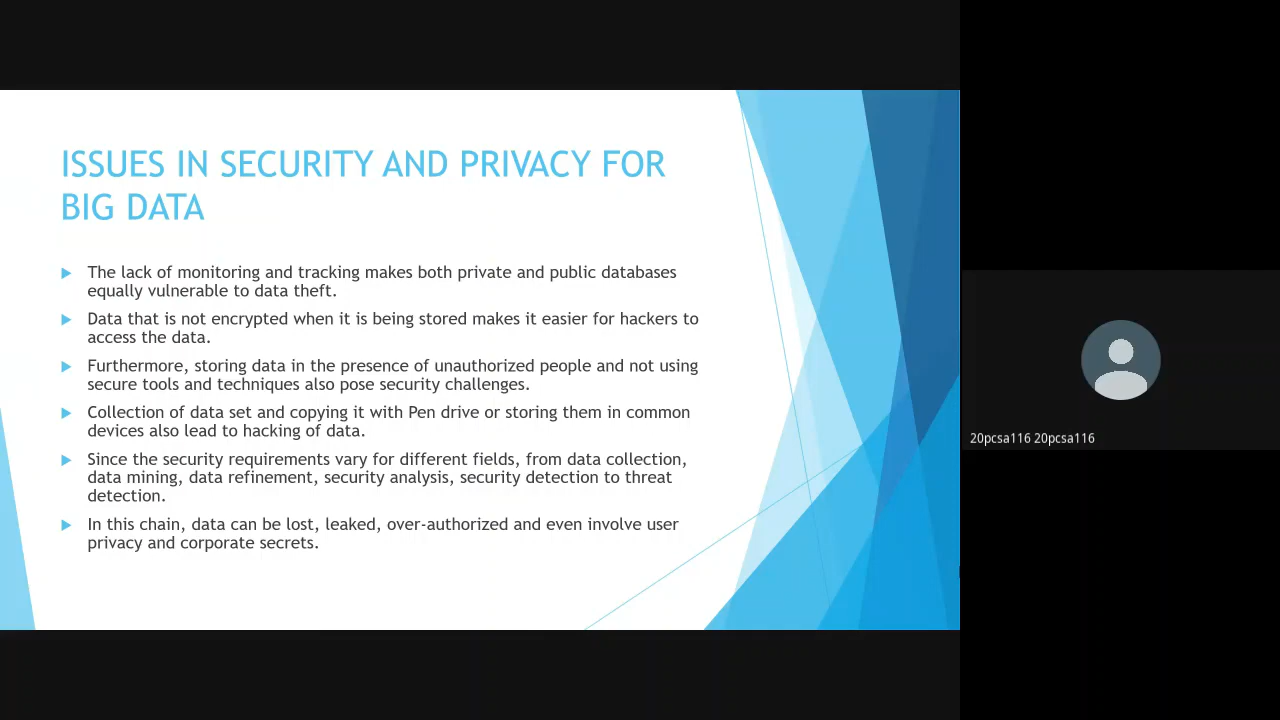 ISSUES IN SECURITY AND PRIVACY FOR
BIG DATA
The lack of monitoring and tracking makes both private and public databases
equally vulnerable to data theft.
Data that is not encrypted when it is being stored makes it easier for hackers to
access the data.
Furthermore, storing data in the presence of unauthorized people and not using
secure tools and techniques also pose security challenges.
Collection of data set and copying it with Pen drive or storing them in common
devices also lead to hacking of data.
Since the security requirements vary for different fields, from data collection,
data mining, data refinement, security analysis, security detection to threat
detection.
In this chain, data can be lost, leaked, over-authorized and even involve user
privacy and corporate secrets.
20pcsa116 20pcsa116